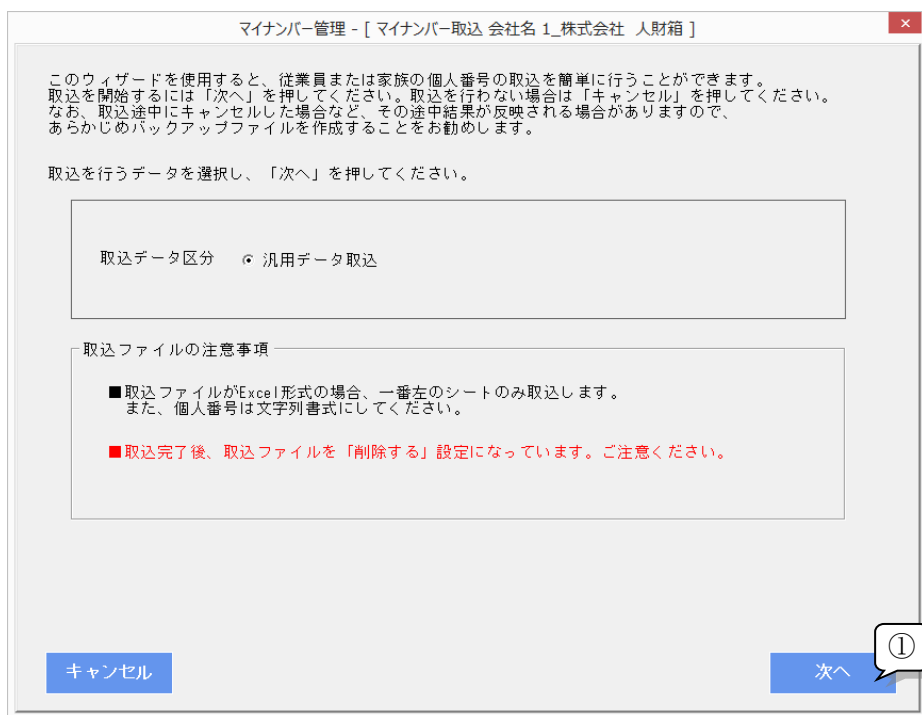 マイナンバー管理 - [ マイナンバー取込 会社名 1_株式会社 人財箱 ]
×
このウィザードを使用すると、従業員または家族の個人番号の取込を簡単に行うことができます。
取込を開始するには「次へ」を押してください。取込を行わない場合は「キャンセル」を押してください。
なお、取込途中にキャンセルした場合など、その途中結果が反映される場合がありますので、
あらかじめバックアップファイルを作成することをお勧めします。
取込を行うデータを選択し、「次へ」を押してください。
取込データ区分 汎用データ取込
取込ファイルの注意事項
■取込ファイルがExcel形式の場合、一番左のシートのみ取込します。
また、個人番号は文字列書式にしてください。
■取込完了後、取込ファイルを「削除する」設定になっています。ご注意ください。
①
キャンセル 次へ